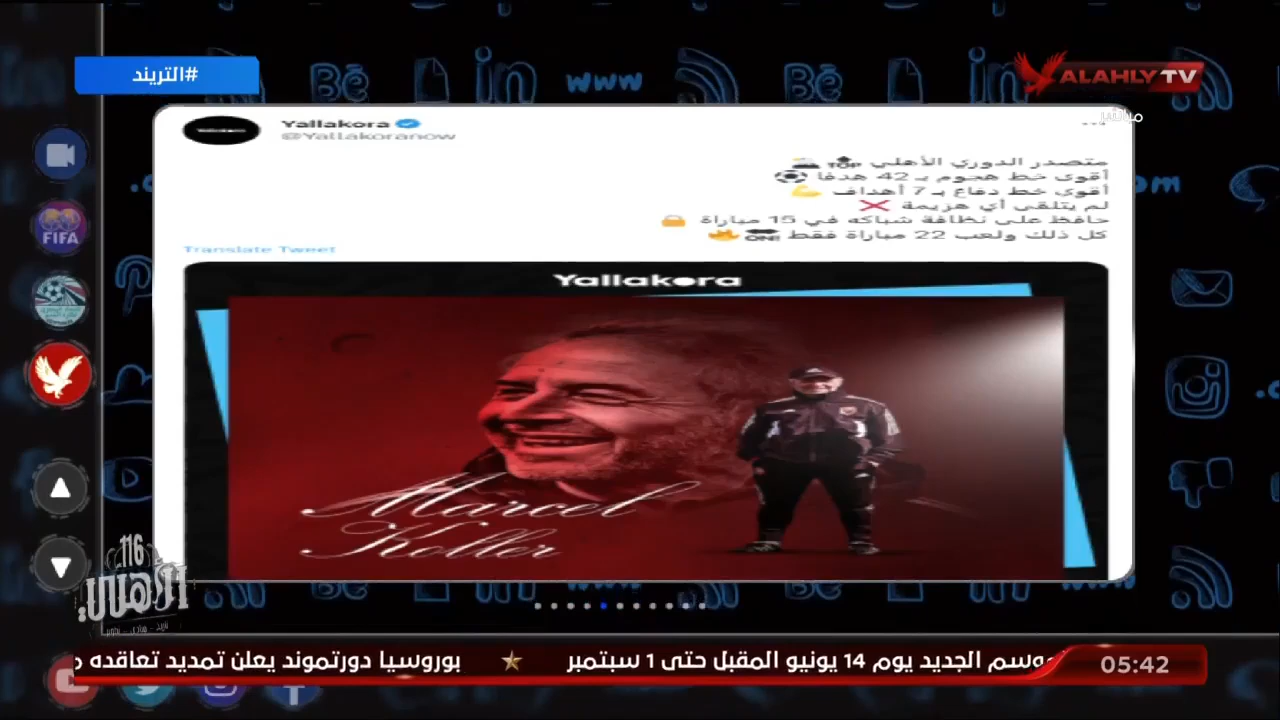 #التريند
ALAHLY TV
مباشر
Yallakora
@Yallakoranow
متصدر الدوري الأهلي 🔝
أقوى خط هجوم بـ 42 هدفا ⚽
أقوى خط دفاع بـ 7 أهداف 💪
لم يتلقى أي هزيمة ❌
حافظ على نظافة شباكه في 15 مباراة 🔒
كل ذلك ولعب 22 مباراة فقط 🔛 🔥
Translate Tweet
Yallakora
Marcel
Koller
FIFA
116
الأهلي
وسم الجديد يوم 14 يونيو المقبل حتى 1 سبتمبر ★ بوروسيا دورتموند يعلن تمديد تعاقده
05:42
www